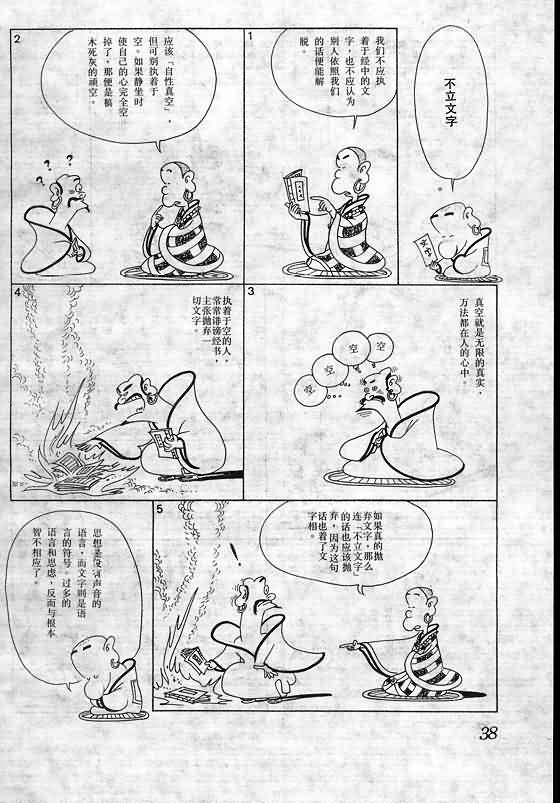 不立文字
文字
1
我们不应执
着于经中的文
字，也不应认为
别人依照我们
的话便能解
脱。
2
应该「自性真空」，
但可别执着于
空。如果静坐时
使自己的心完全空
掉了，那便是槁
木死灰的顽空。
？
？
？
3
真空就是无限的真实，
万法都在人的心中。
空
空
空
空
4
执着于空的人，
常常诽谤经书，
主张抛弃一
切文字。
5
如果真的抛
弃文字，那么
连「不立文字」
的话也应该抛
弃，因为这句
话也着了文
字相。
！
思想是没有声音的
语言，而文字则是语
言的符号，过多的
语言和思虑，反而与根本
智不相应了。
38